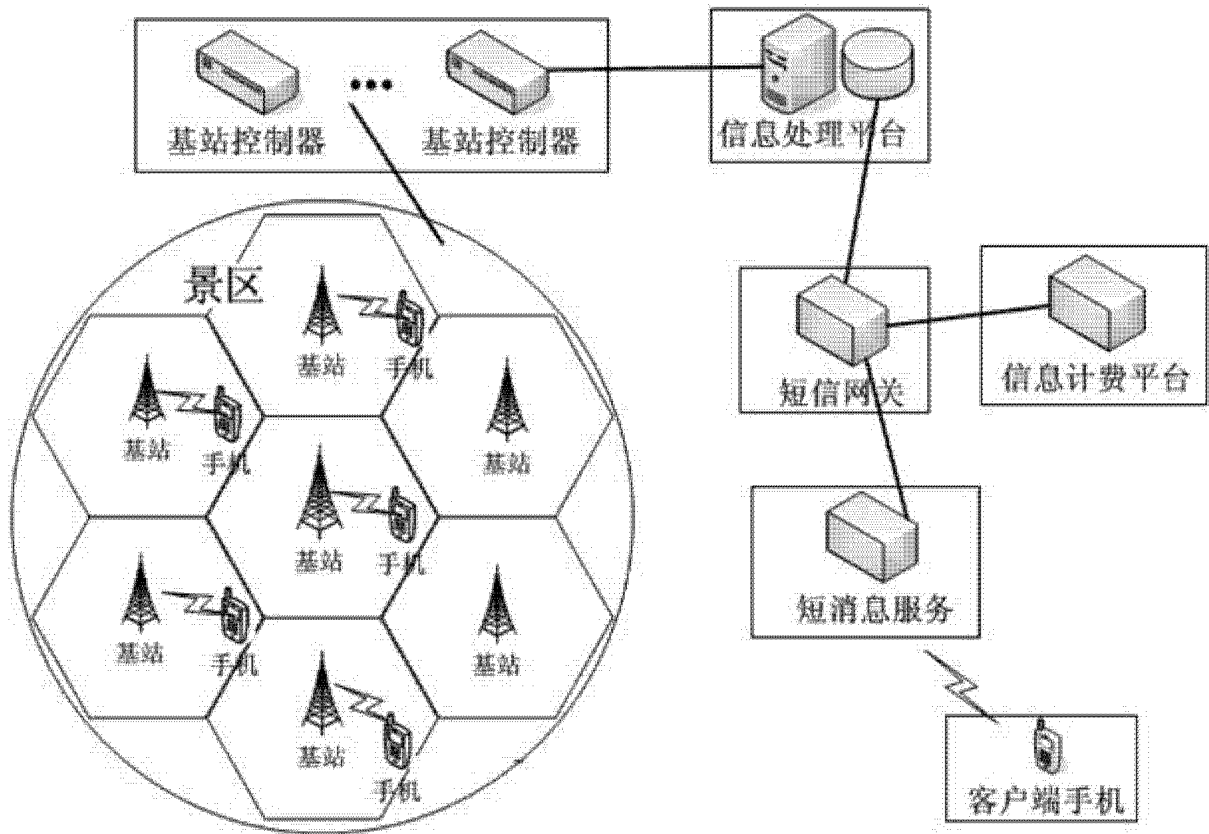 基站控制器
基站控制器
信息处理平台
景区
基站
手机
基站
手机
基站
基站
手机
基站
手机
基站
基站
手机
短信网关
信息计费平台
短消息服务
客户端手机